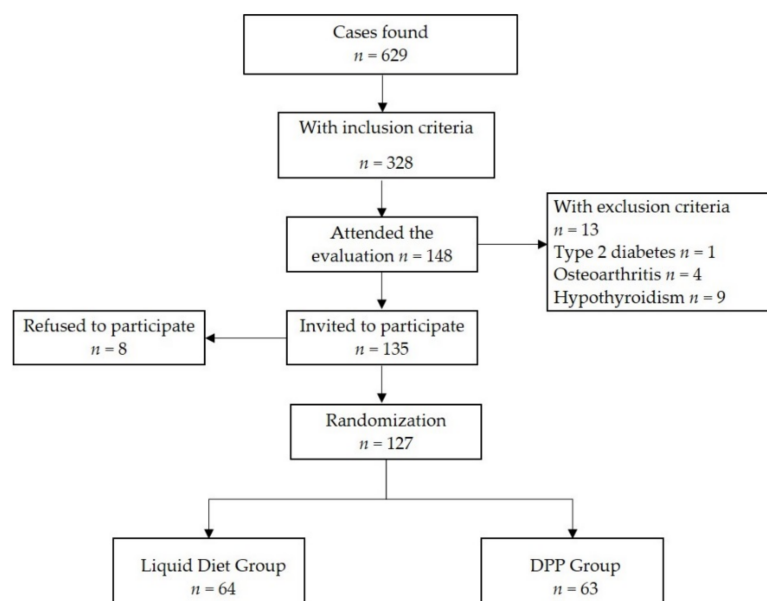 Cases found
n = 629
With inclusion criteria
n = 328
Attended the
evaluation n = 148
With exclusion criteria
n = 13
Type 2 diabetes n = 1
Osteoarthritis n = 4
Hypothyroidism n = 9
Refused to participate
n = 8
Invited to participate
n = 135
Randomization
n = 127
Liquid Diet Group
n = 64
DPP Group
n = 63